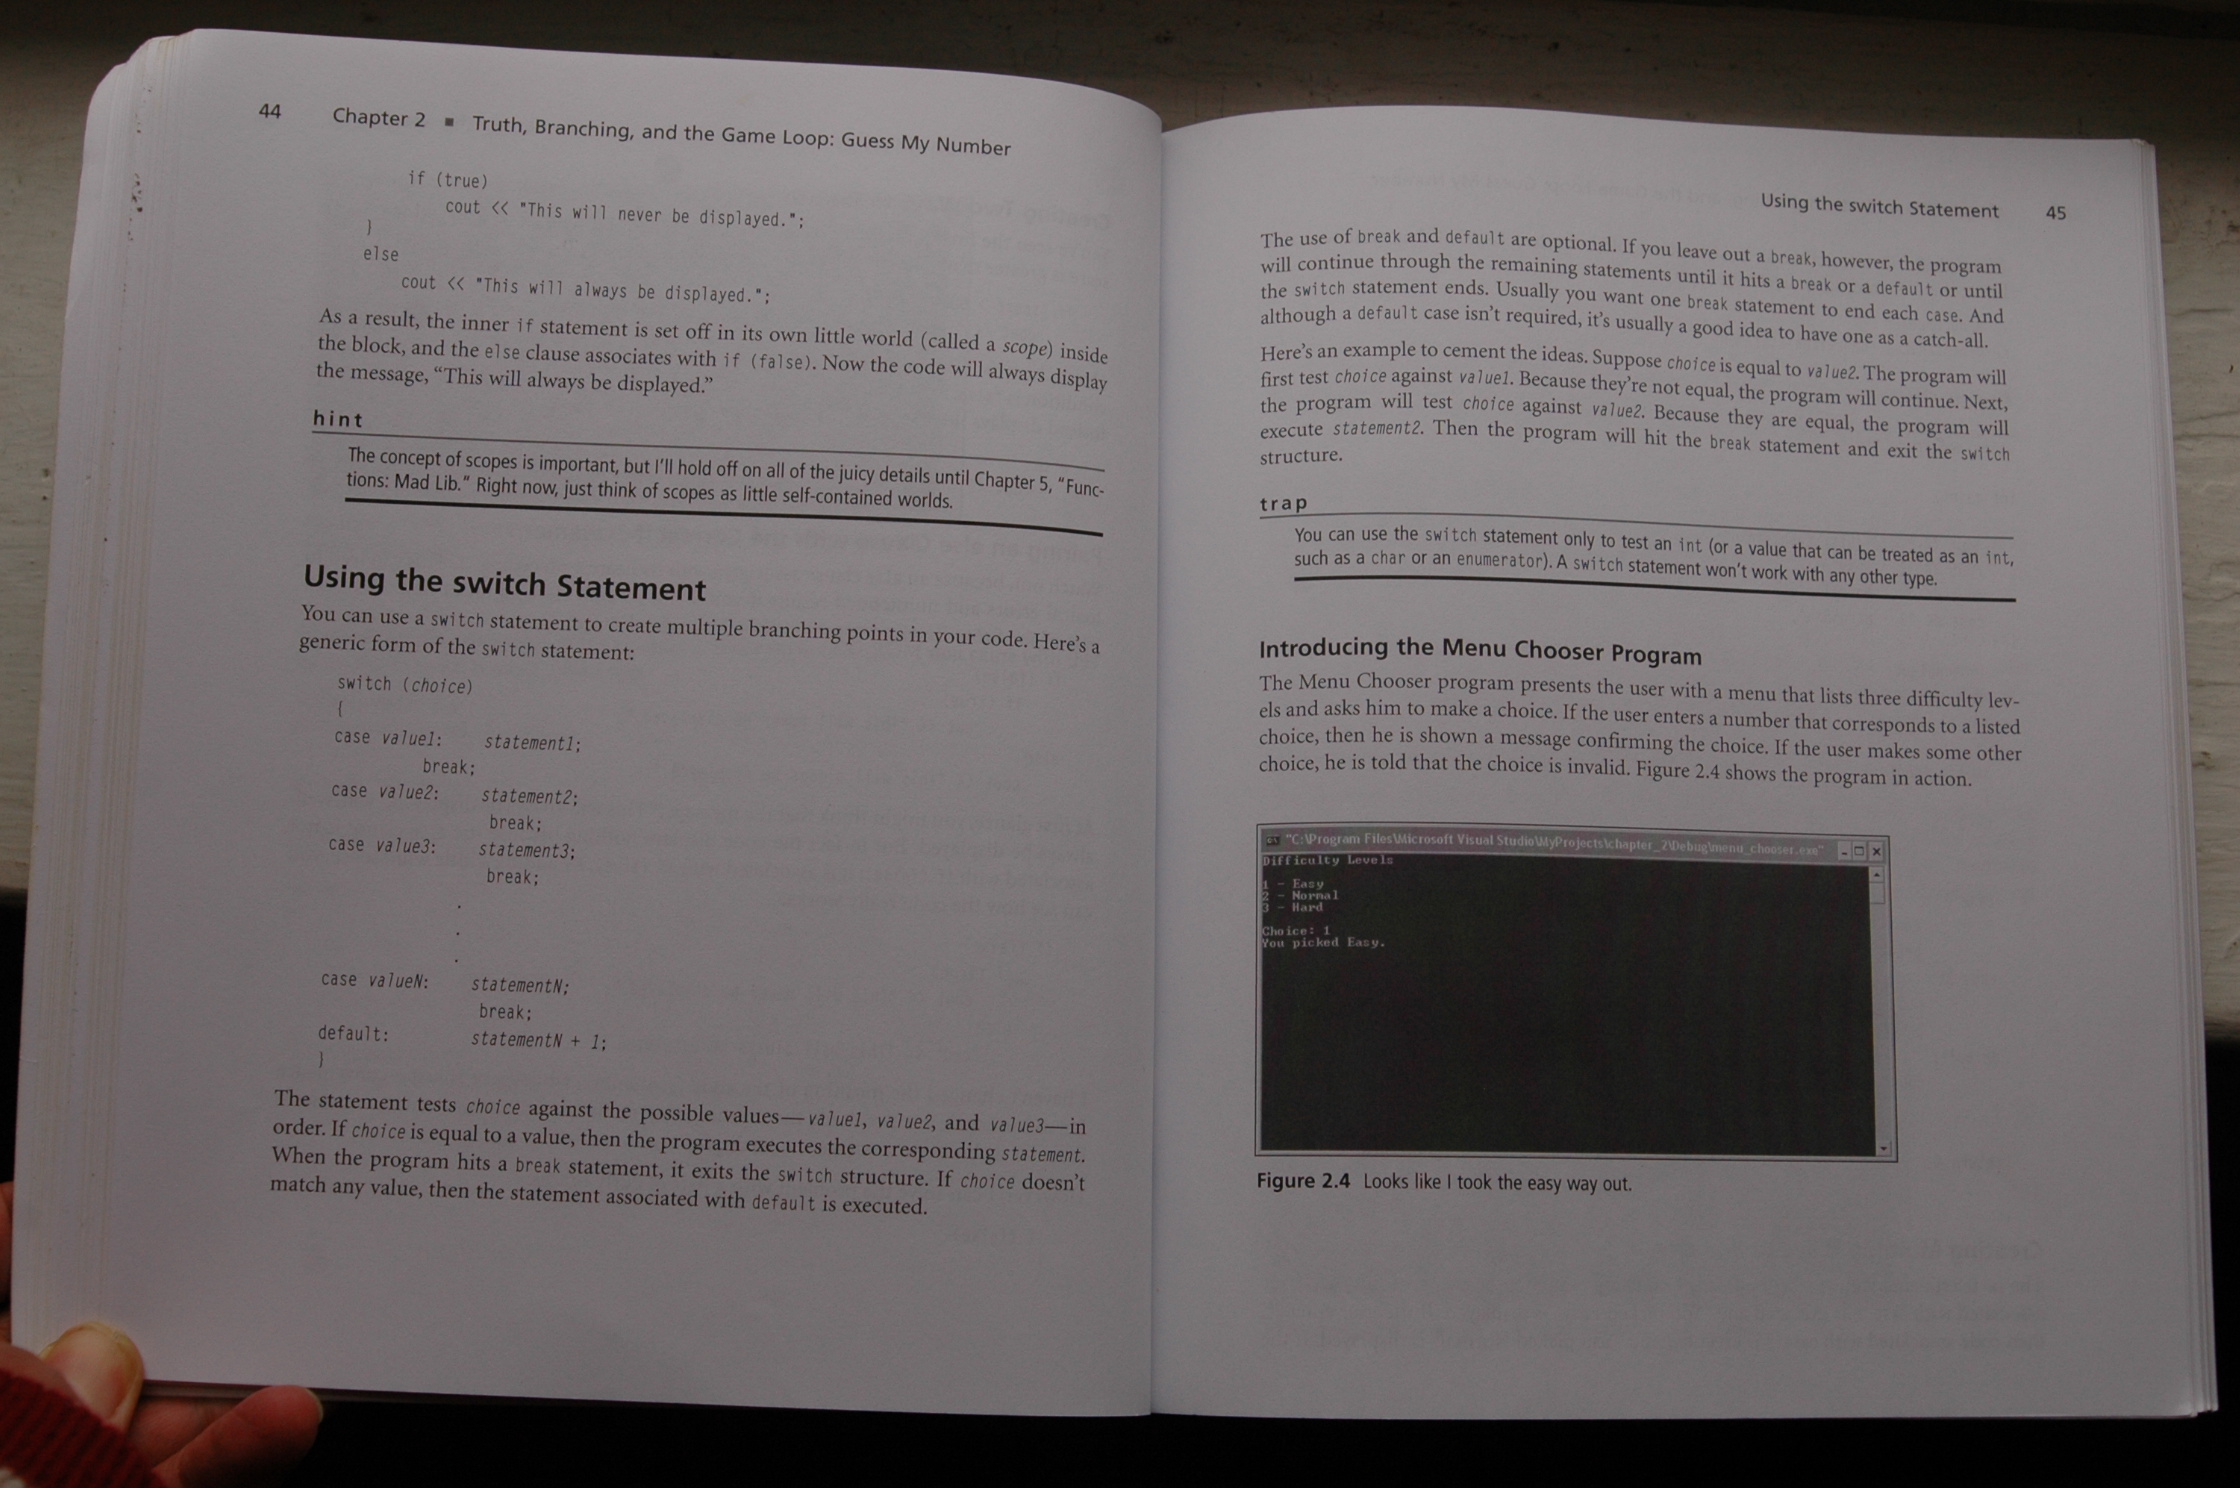 44 Chapter 2 ■ Truth, Branching, and the Game Loop: Guess My Number
if (true)
cout << "This will never be displayed.";
}
else
cout << "This will always be displayed.";
As a result, the inner if statement is set off in its own little world (called a scope) inside
the block, and the else clause associates with if (false). Now the code will always display
the message, “This will always be displayed.”
hint
The concept of scopes is important, but I’ll hold off on all of the juicy details until Chapter 5, “Func-
tions: Mad Lib.” Right now, just think of scopes as little self-contained worlds.
Using the switch Statement
You can use a switch statement to create multiple branching points in your code. Here’s a
generic form of the switch statement:
switch (choice)
{
case value1: statement1;
break;
case value2: statement2;
break;
case value3: statement3;
break;
.
.
.
case valueN: statementN;
break;
default: statementN + 1;
}
The statement tests choice against the possible values—value1, value2, and value3—in
order. If choice is equal to a value, then the program executes the corresponding statement.
When the program hits a break statement, it exits the switch structure. If choice doesn’t
match any value, then the statement associated with default is executed.
Using the switch Statement 45
The use of break and default are optional. If you leave out a break, however, the program
will continue through the remaining statements until it hits a break or a default or until
the switch statement ends. Usually you want one break statement to end each case. And
although a default case isn’t required, it’s usually a good idea to have one as a catch-all.
Here’s an example to cement the ideas. Suppose choice is equal to value2. The program will
first test choice against value1. Because they’re not equal, the program will continue. Next,
the program will test choice against value2. Because they are equal, the program will
execute statement2. Then the program will hit the break statement and exit the switch
structure.
trap
You can use the switch statement only to test an int (or a value that can be treated as an int,
such as a char or an enumerator). A switch statement won’t work with any other type.
Introducing the Menu Chooser Program
The Menu Chooser program presents the user with a menu that lists three difficulty lev-
els and asks him to make a choice. If the user enters a number that corresponds to a listed
choice, then he is shown a message confirming the choice. If the user makes some other
choice, he is told that the choice is invalid. Figure 2.4 shows the program in action.
"C:\Program Files\Microsoft Visual Studio\MyProjects\chapter_2\Debug\menu_chooser.exe"
Difficulty Levels
1 - Easy
2 - Normal
3 - Hard
Choice: 1
You picked Easy.
Figure 2.4 Looks like I took the easy way out.